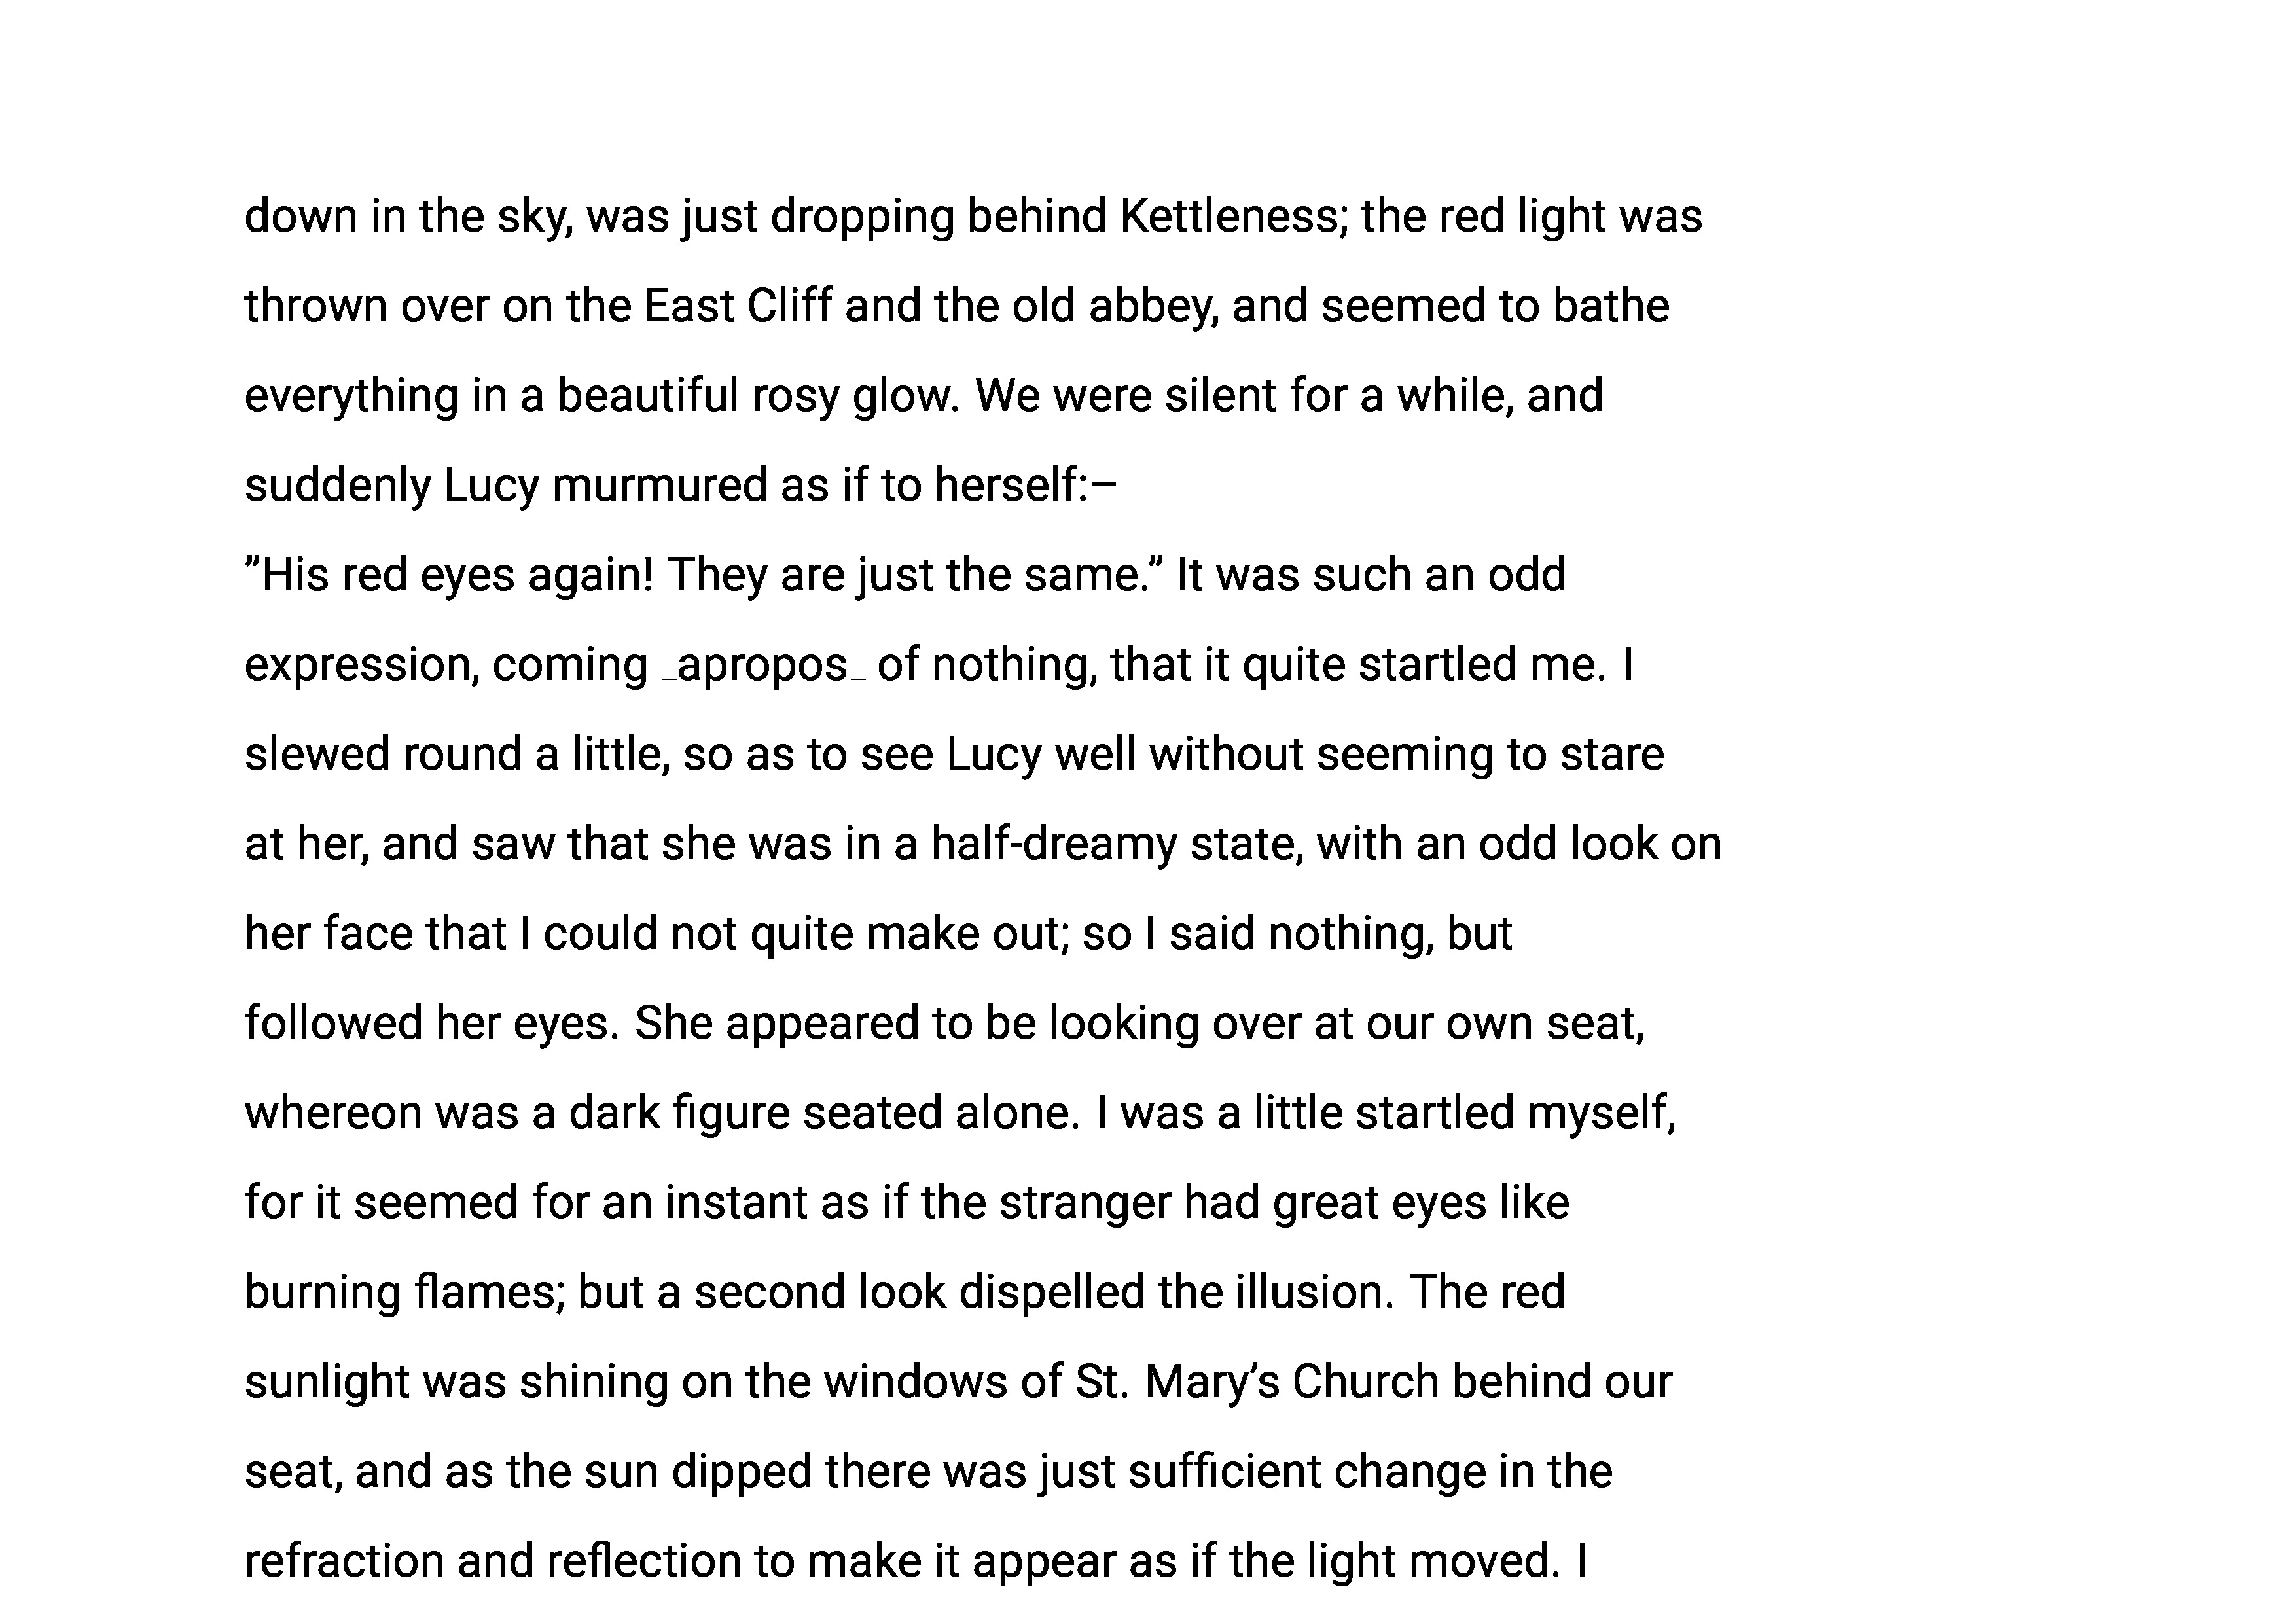 down in the sky, was just dropping behind Kettleness; the red light was
thrown over on the East Cliff and the old abbey, and seemed to bathe
everything in a beautiful rosy glow. We were silent for a while, and
suddenly Lucy murmured as if to herself:–
”His red eyes again! They are just the same.” It was such an odd
expression, coming _apropos_ of nothing, that it quite startled me. I
slewed round a little, so as to see Lucy well without seeming to stare
at her, and saw that she was in a half-dreamy state, with an odd look on
her face that I could not quite make out; so I said nothing, but
followed her eyes. She appeared to be looking over at our own seat,
whereon was a dark figure seated alone. I was a little startled myself,
for it seemed for an instant as if the stranger had great eyes like
burning flames; but a second look dispelled the illusion. The red
sunlight was shining on the windows of St. Mary’s Church behind our
seat, and as the sun dipped there was just sufficient change in the
refraction and reflection to make it appear as if the light moved. I